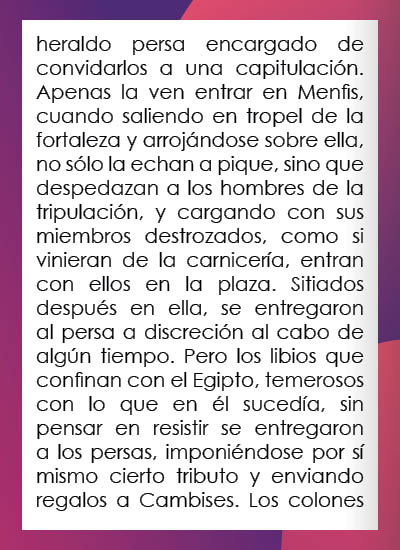 heraldo persa encargado de
convidarlos a una capitulación.
Apenas la ven entrar en Menfis,
cuando saliendo en tropel de la
fortaleza y arrojándose sobre ella,
no sólo la echan a pique, sino que
despedazan a los hombres de la
tripulación, y cargando con sus
miembros destrozados, como si
vinieran de la carnicería, entran
con ellos en la plaza. Sitiados
después en ella, se entregaron
al persa a discreción al cabo de
algún tiempo. Pero los libios que
confinan con el Egipto, temerosos
con lo que en él sucedía, sin
pensar en resistir se entregaron
a los persas, imponiéndose por sí
mismo cierto tributo y enviando
regalos a Cambises. Los colones